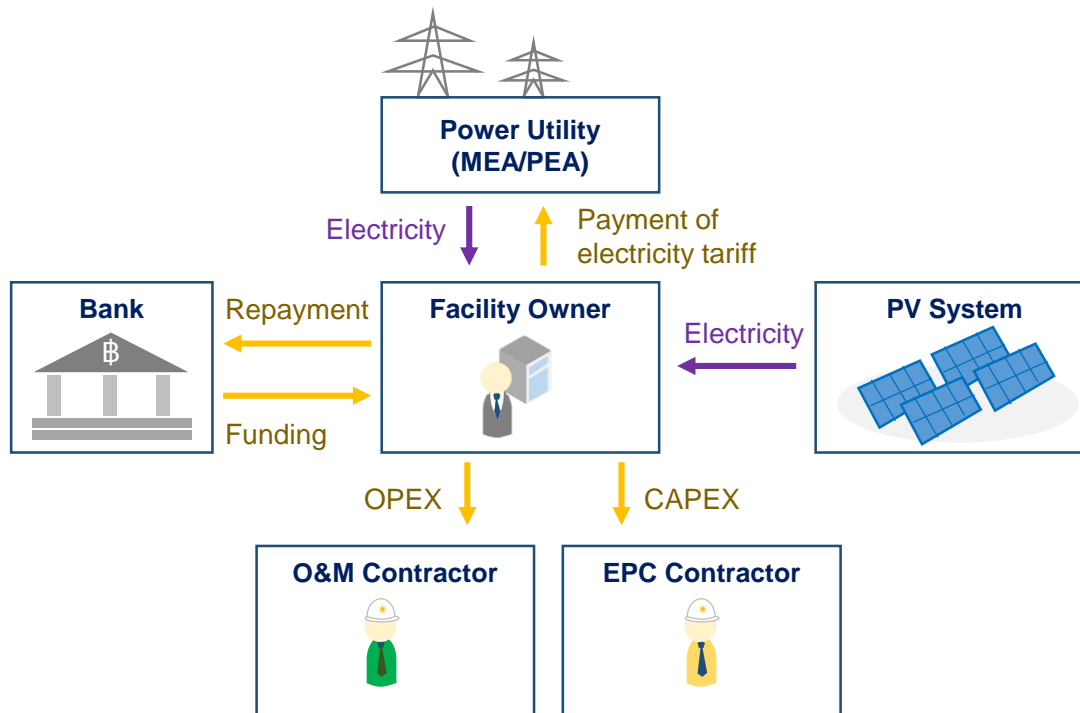 Power Utility
(MEA/PEA)
Electricity
Payment of
electricity tariff
Bank
฿
Repayment
Funding
Facility Owner
Electricity
PV System
OPEX
CAPEX
O&M Contractor
EPC Contractor